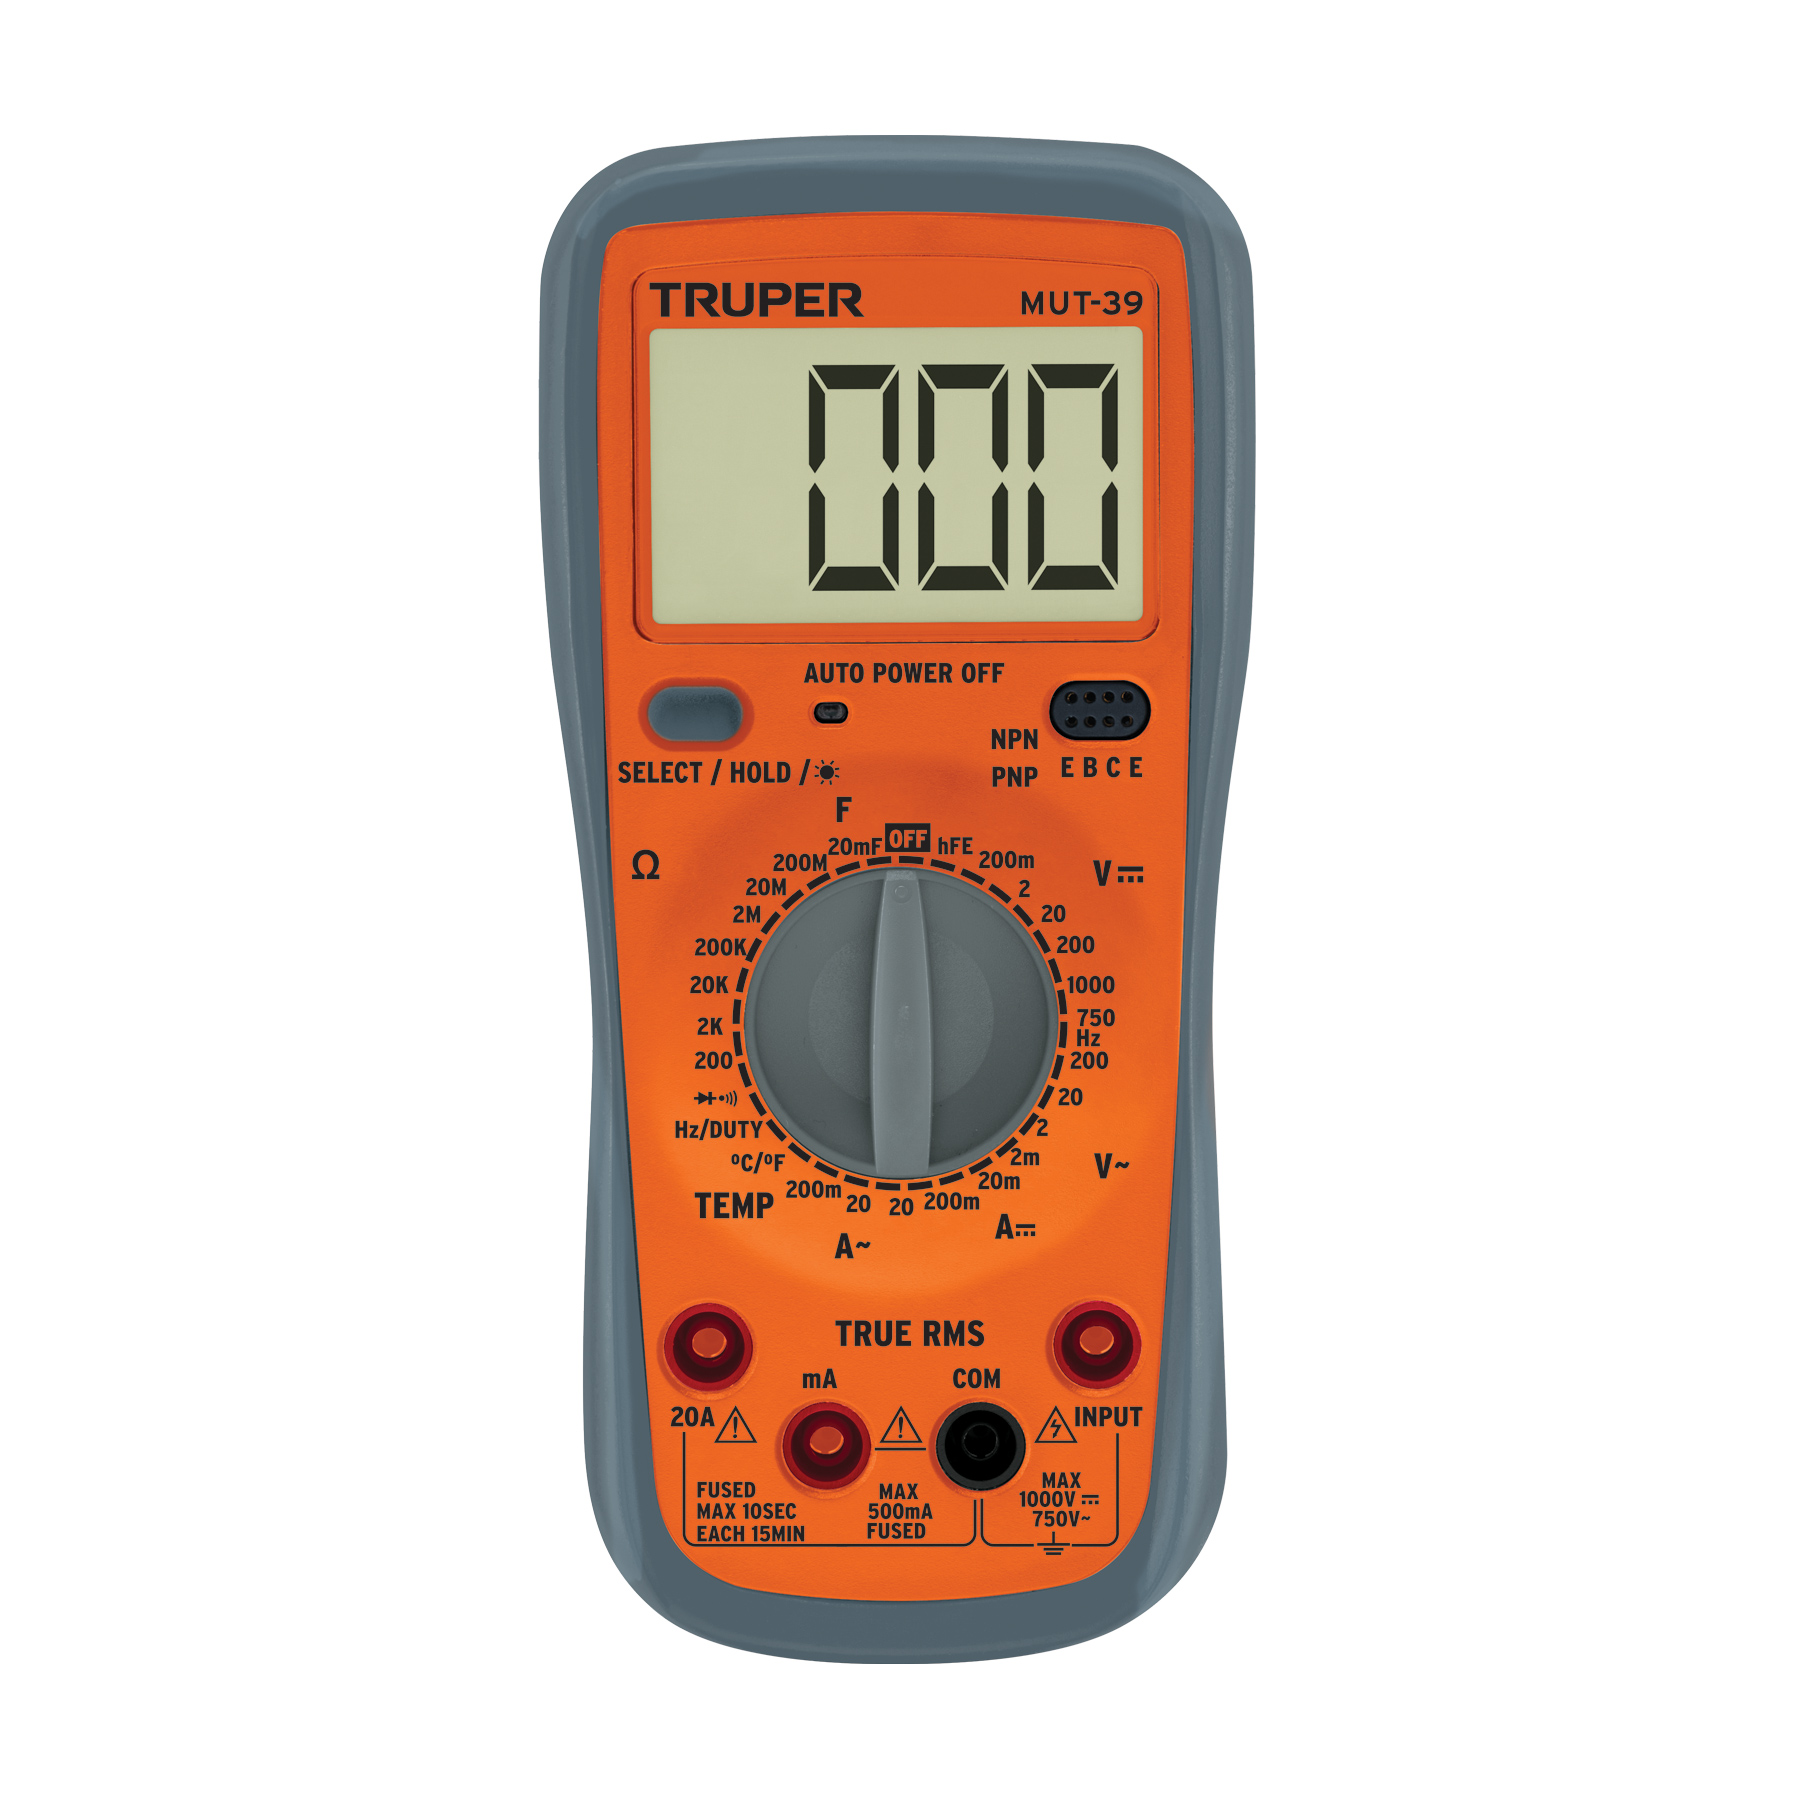 TRUPER
MUT-39
000
AUTO POWER OFF
SELECT / HOLD /
NPN
PNP
E B C E
F
20mF
OFF
hFE
200m
2
20
200
1000
V
750
Hz
200
20
2
V~
2m
20m
200m
20
A
20
200m
A~
°C/°F
TEMP
Hz/DUTY
200
2K
20K
200K
2M
20M
200M
Ω
TRUE RMS
mA
COM
20A
INPUT
FUSED
MAX 10SEC
EACH 15MIN
MAX
500mA
FUSED
MAX
1000V
750V~